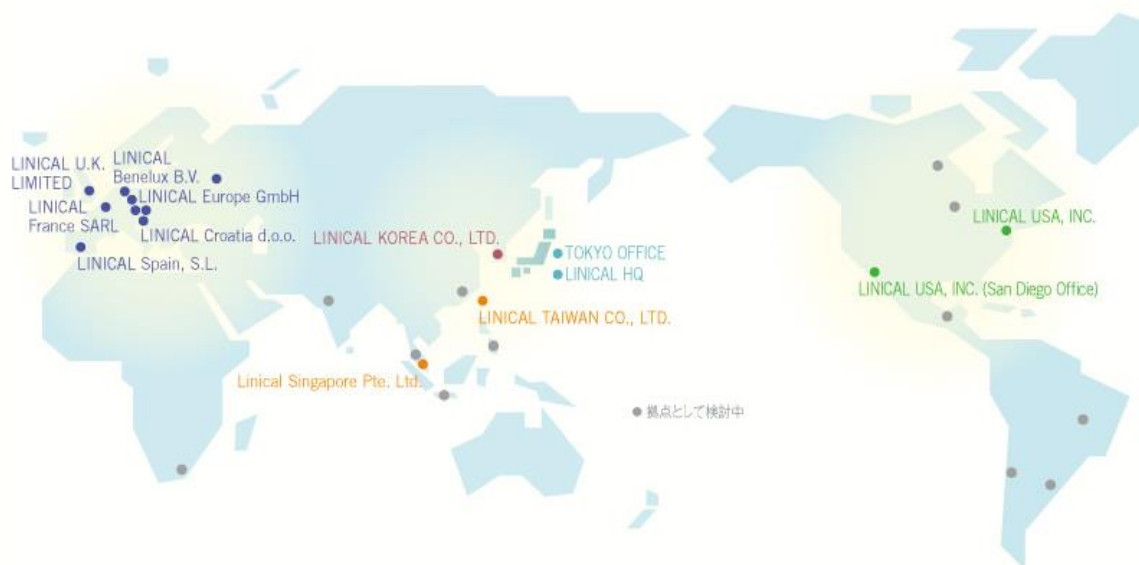 LINICAL U.K.
LIMITED
LINICAL
Benelux B.V.
LINICAL Europe GmbH
LINICAL
France SARL
LINICAL Croatia d.o.o.
LINICAL Spain, S.L.
LINICAL KOREA CO., LTD.
TOKYO OFFICE
LINICAL HQ
LINICAL TAIWAN CO., LTD.
Linical Singapore Pte. Ltd.
LINICAL USA, INC.
LINICAL USA, INC. (San Diego Office)
拠点として検討中